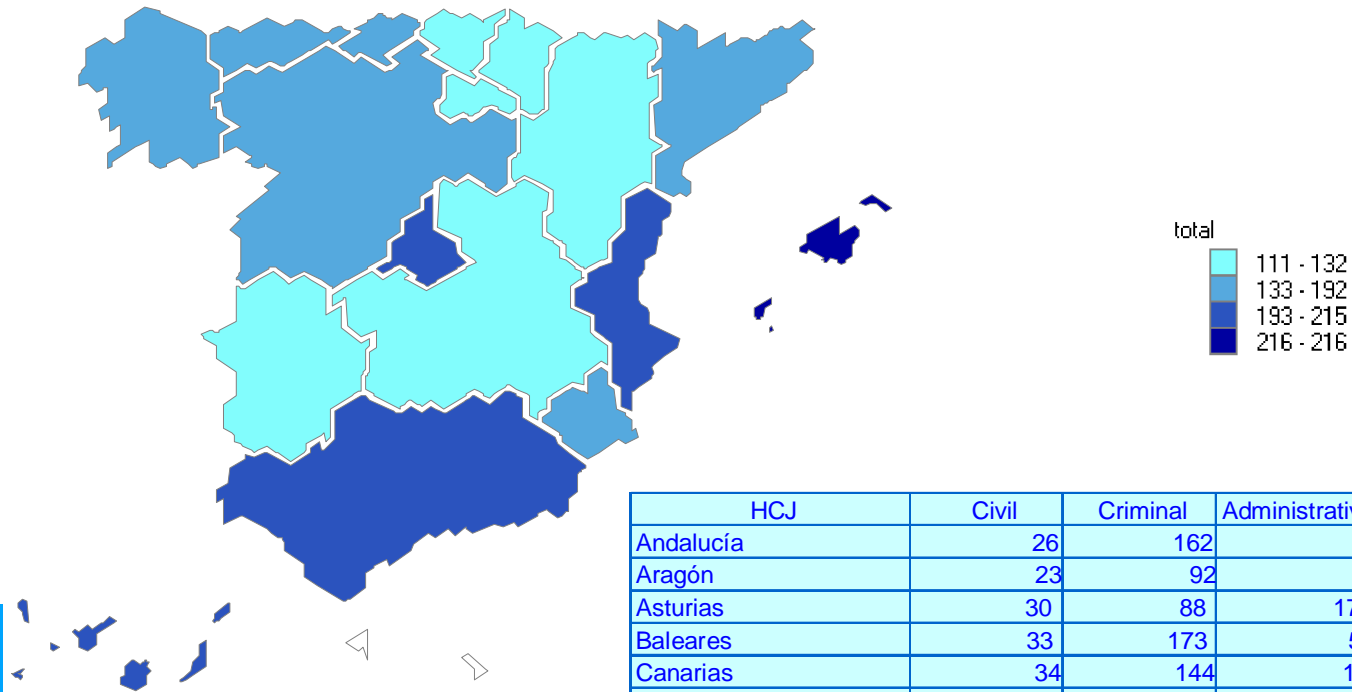 total
111 - 132
133 - 192
193 - 215
216 - 216
HCJ Civil Criminal
Andalucía 26 162
Aragón 23 92
Asturias 30 88
Baleares 33 173
Canarias 34 144